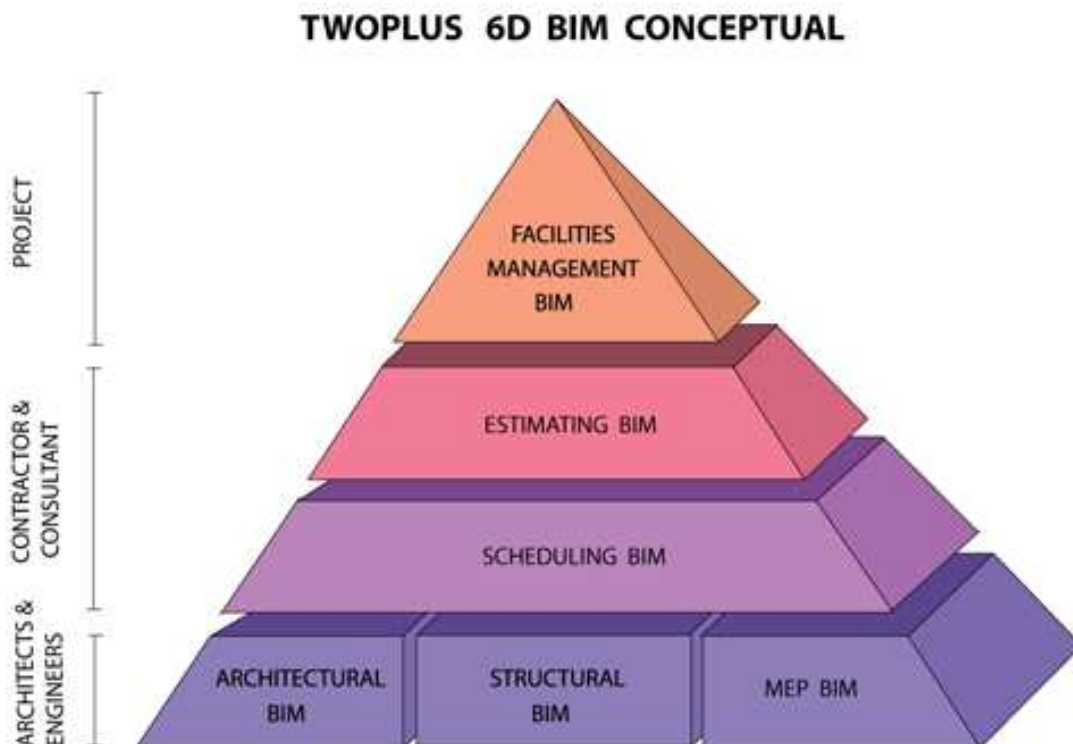 TWOPLUS 6D BIM CONCEPTUAL
PROJECT
FACILITIES
MANAGEMENT
BIM
CONTRACTOR &
CONSULTANT
ESTIMATING BIM
SCHEDULING BIM
ARCHITECTS &
ENGINEERS
ARCHITECTURAL
BIM
STRUCTURAL
BIM
MEP BIM